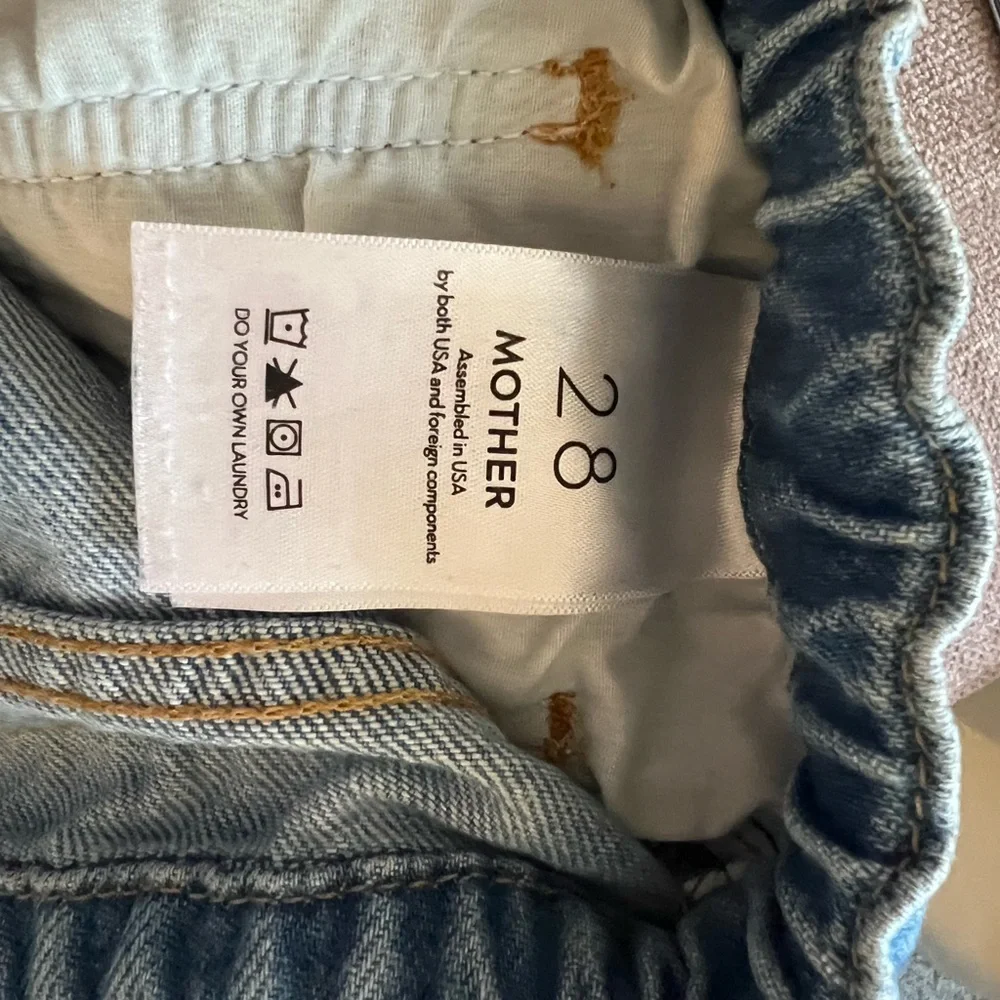 28
MOTHER
Assembled in USA
by both USA and foreign components
DO YOUR OWN LAUNDRY